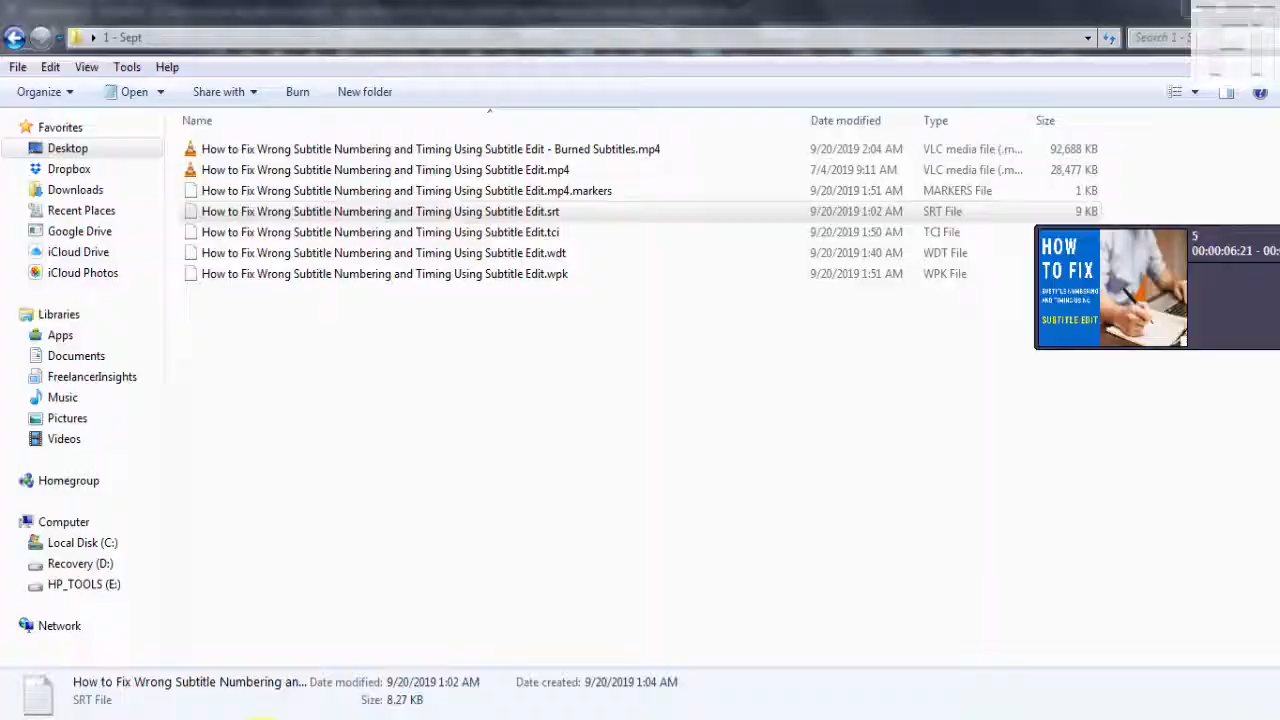 1 - Sept
Search 1 - S
File Edit View Tools Help
Organize Open Share with Burn New folder
Name Date modified Type Size
Favorites
Desktop
Dropbox
Downloads
Recent Places
Google Drive
iCloud Drive
iCloud Photos
Libraries
Apps
Documents
FreelancerInsights
Music
Pictures
Videos
Homegroup
Computer
Local Disk (C:)
Recovery (D:)
HP_TOOLS (E:)
Network
How to Fix Wrong Subtitle Numbering and Timing Using Subtitle Edit - Burned Subtitles.mp4 9/20/2019 2:04 AM VLC media file (.m... 92,688 KB
How to Fix Wrong Subtitle Numbering and Timing Using Subtitle Edit.mp4 7/4/2019 9:11 AM VLC media file (.m... 28,477 KB
How to Fix Wrong Subtitle Numbering and Timing Using Subtitle Edit.mp4.markers 9/20/2019 1:51 AM MARKERS File 1 KB
How to Fix Wrong Subtitle Numbering and Timing Using Subtitle Edit.srt 9/20/2019 1:02 AM SRT File 9 KB
How to Fix Wrong Subtitle Numbering and Timing Using Subtitle Edit.tci 9/20/2019 1:50 AM TCI File
How to Fix Wrong Subtitle Numbering and Timing Using Subtitle Edit.wdt 9/20/2019 1:40 AM WDT File
How to Fix Wrong Subtitle Numbering and Timing Using Subtitle Edit.wpk 9/20/2019 1:51 AM WPK File
HOW
TO FIX
SUBTITLE NUMBERING
AND TIMING USING
SUBTITLE EDIT
5
00:00:06:21 - 00:
How to Fix Wrong Subtitle Numbering an... Date modified: 9/20/2019 1:02 AM Date created: 9/20/2019 1:04 AM
SRT File Size: 8.27 KB